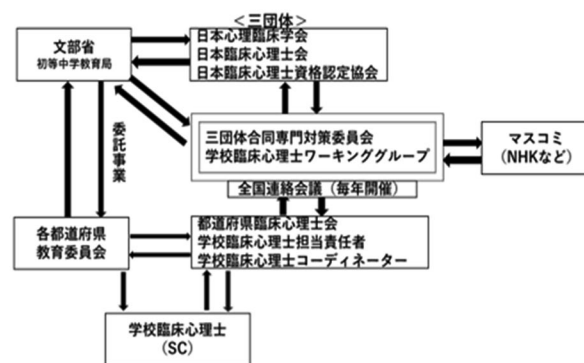 ＜三団体＞
文部省
初等中学教育局
日本心理臨床学会
日本臨床心理士会
日本臨床心理士資格認定協会
委託事業
三団体合同専門対策委員会
学校臨床心理士ワーキンググループ
マスコミ
（NHKなど）
全国連絡会議（毎年開催）
各都道府県
教育委員会
都道府県臨床心理士会
学校臨床心理士担当責任者
学校臨床心理士コーディネーター
学校臨床心理士
（SC）